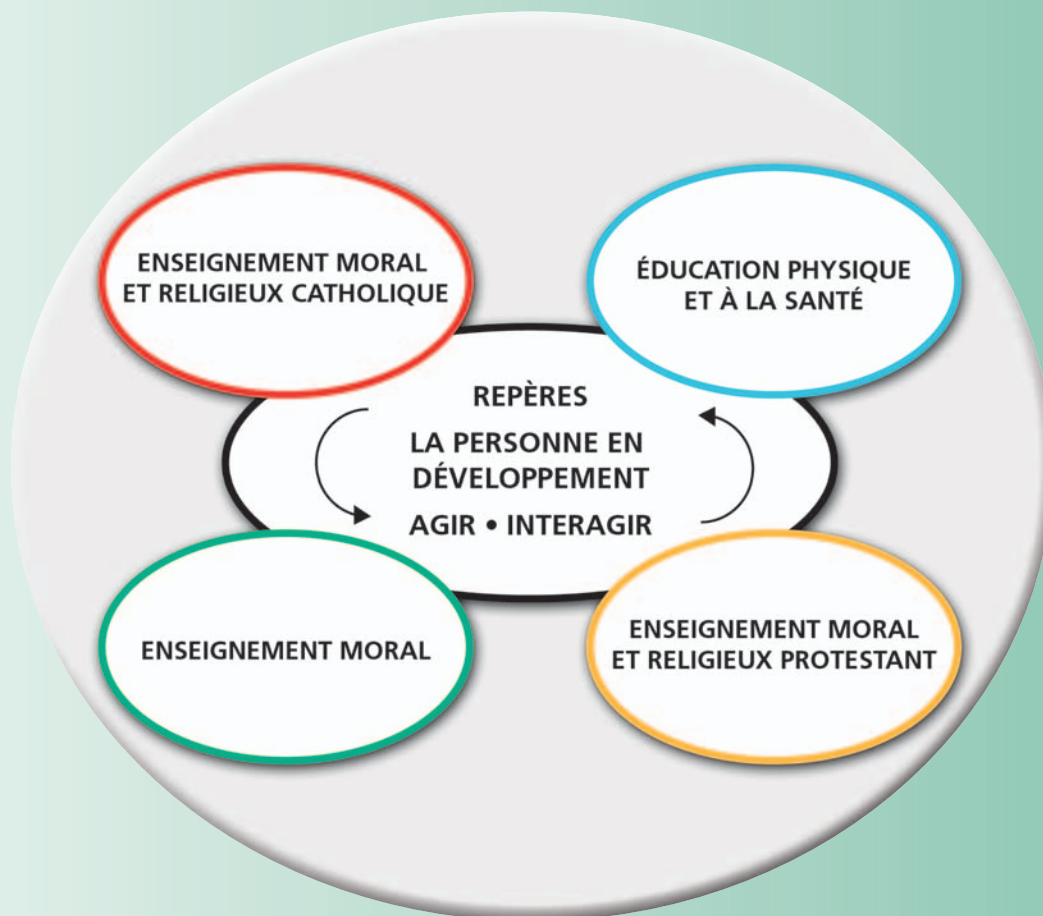 ENSEIGNEMENT MORAL
ET RELIGIEUX CATHOLIQUE
ÉDUCATION PHYSIQUE
ET À LA SANTÉ
REPÈRES
LA PERSONNE EN
DÉVELOPPEMENT
AGIR • INTERAGIR
ENSEIGNEMENT MORAL
ENSEIGNEMENT MORAL
ET RELIGIEUX PROTESTANT